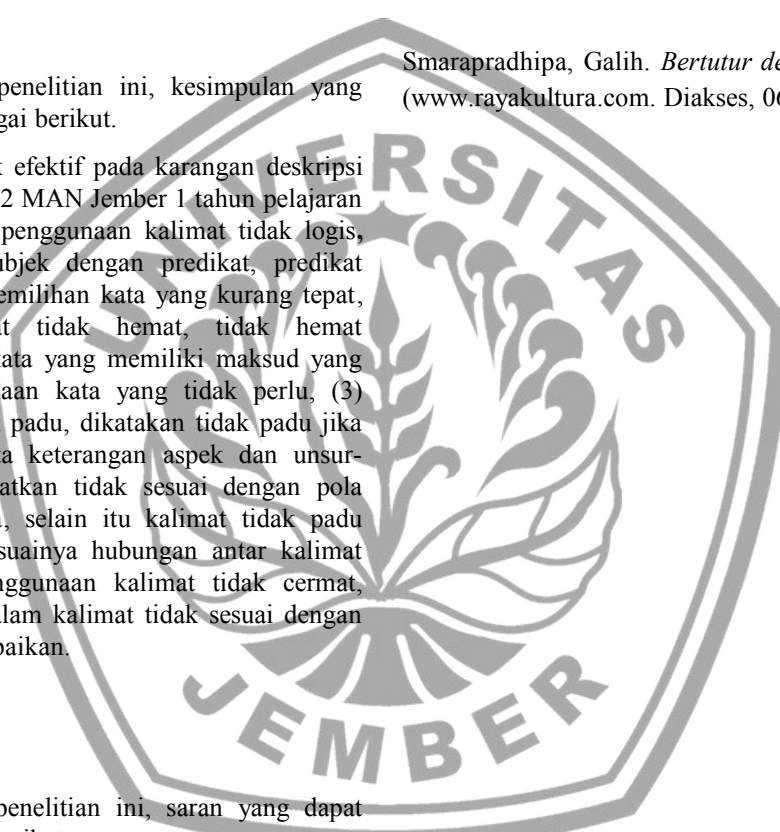 penelitian ini, kesimpulan yang
gai berikut.
efektif pada karangan deskripsi
2 MAN Jember 1 tahun pelajaran
penggunaan kalimat tidak logis,
ubjek dengan predikat, predikat
emilihan kata yang kurang tepat,
tidak hemat, tidak hemat
kata yang memiliki maksud yang
naan kata yang tidak perlu, (3)
padu, dikatakan tidak padu jika
ta keterangan aspek dan unsur-
atkan tidak sesuai dengan pola
selain itu kalimat tidak padu
suainya hubungan antar kalimat
nggunaan kalimat tidak cermat,
alam kalimat tidak sesuai dengan
paikan.
penelitian ini, saran yang dapat
Smarapradhipa, Galih. Bertutur de
(www.rayakultura.com. Diakses, 06
UNIVERSITAS
JEMBER